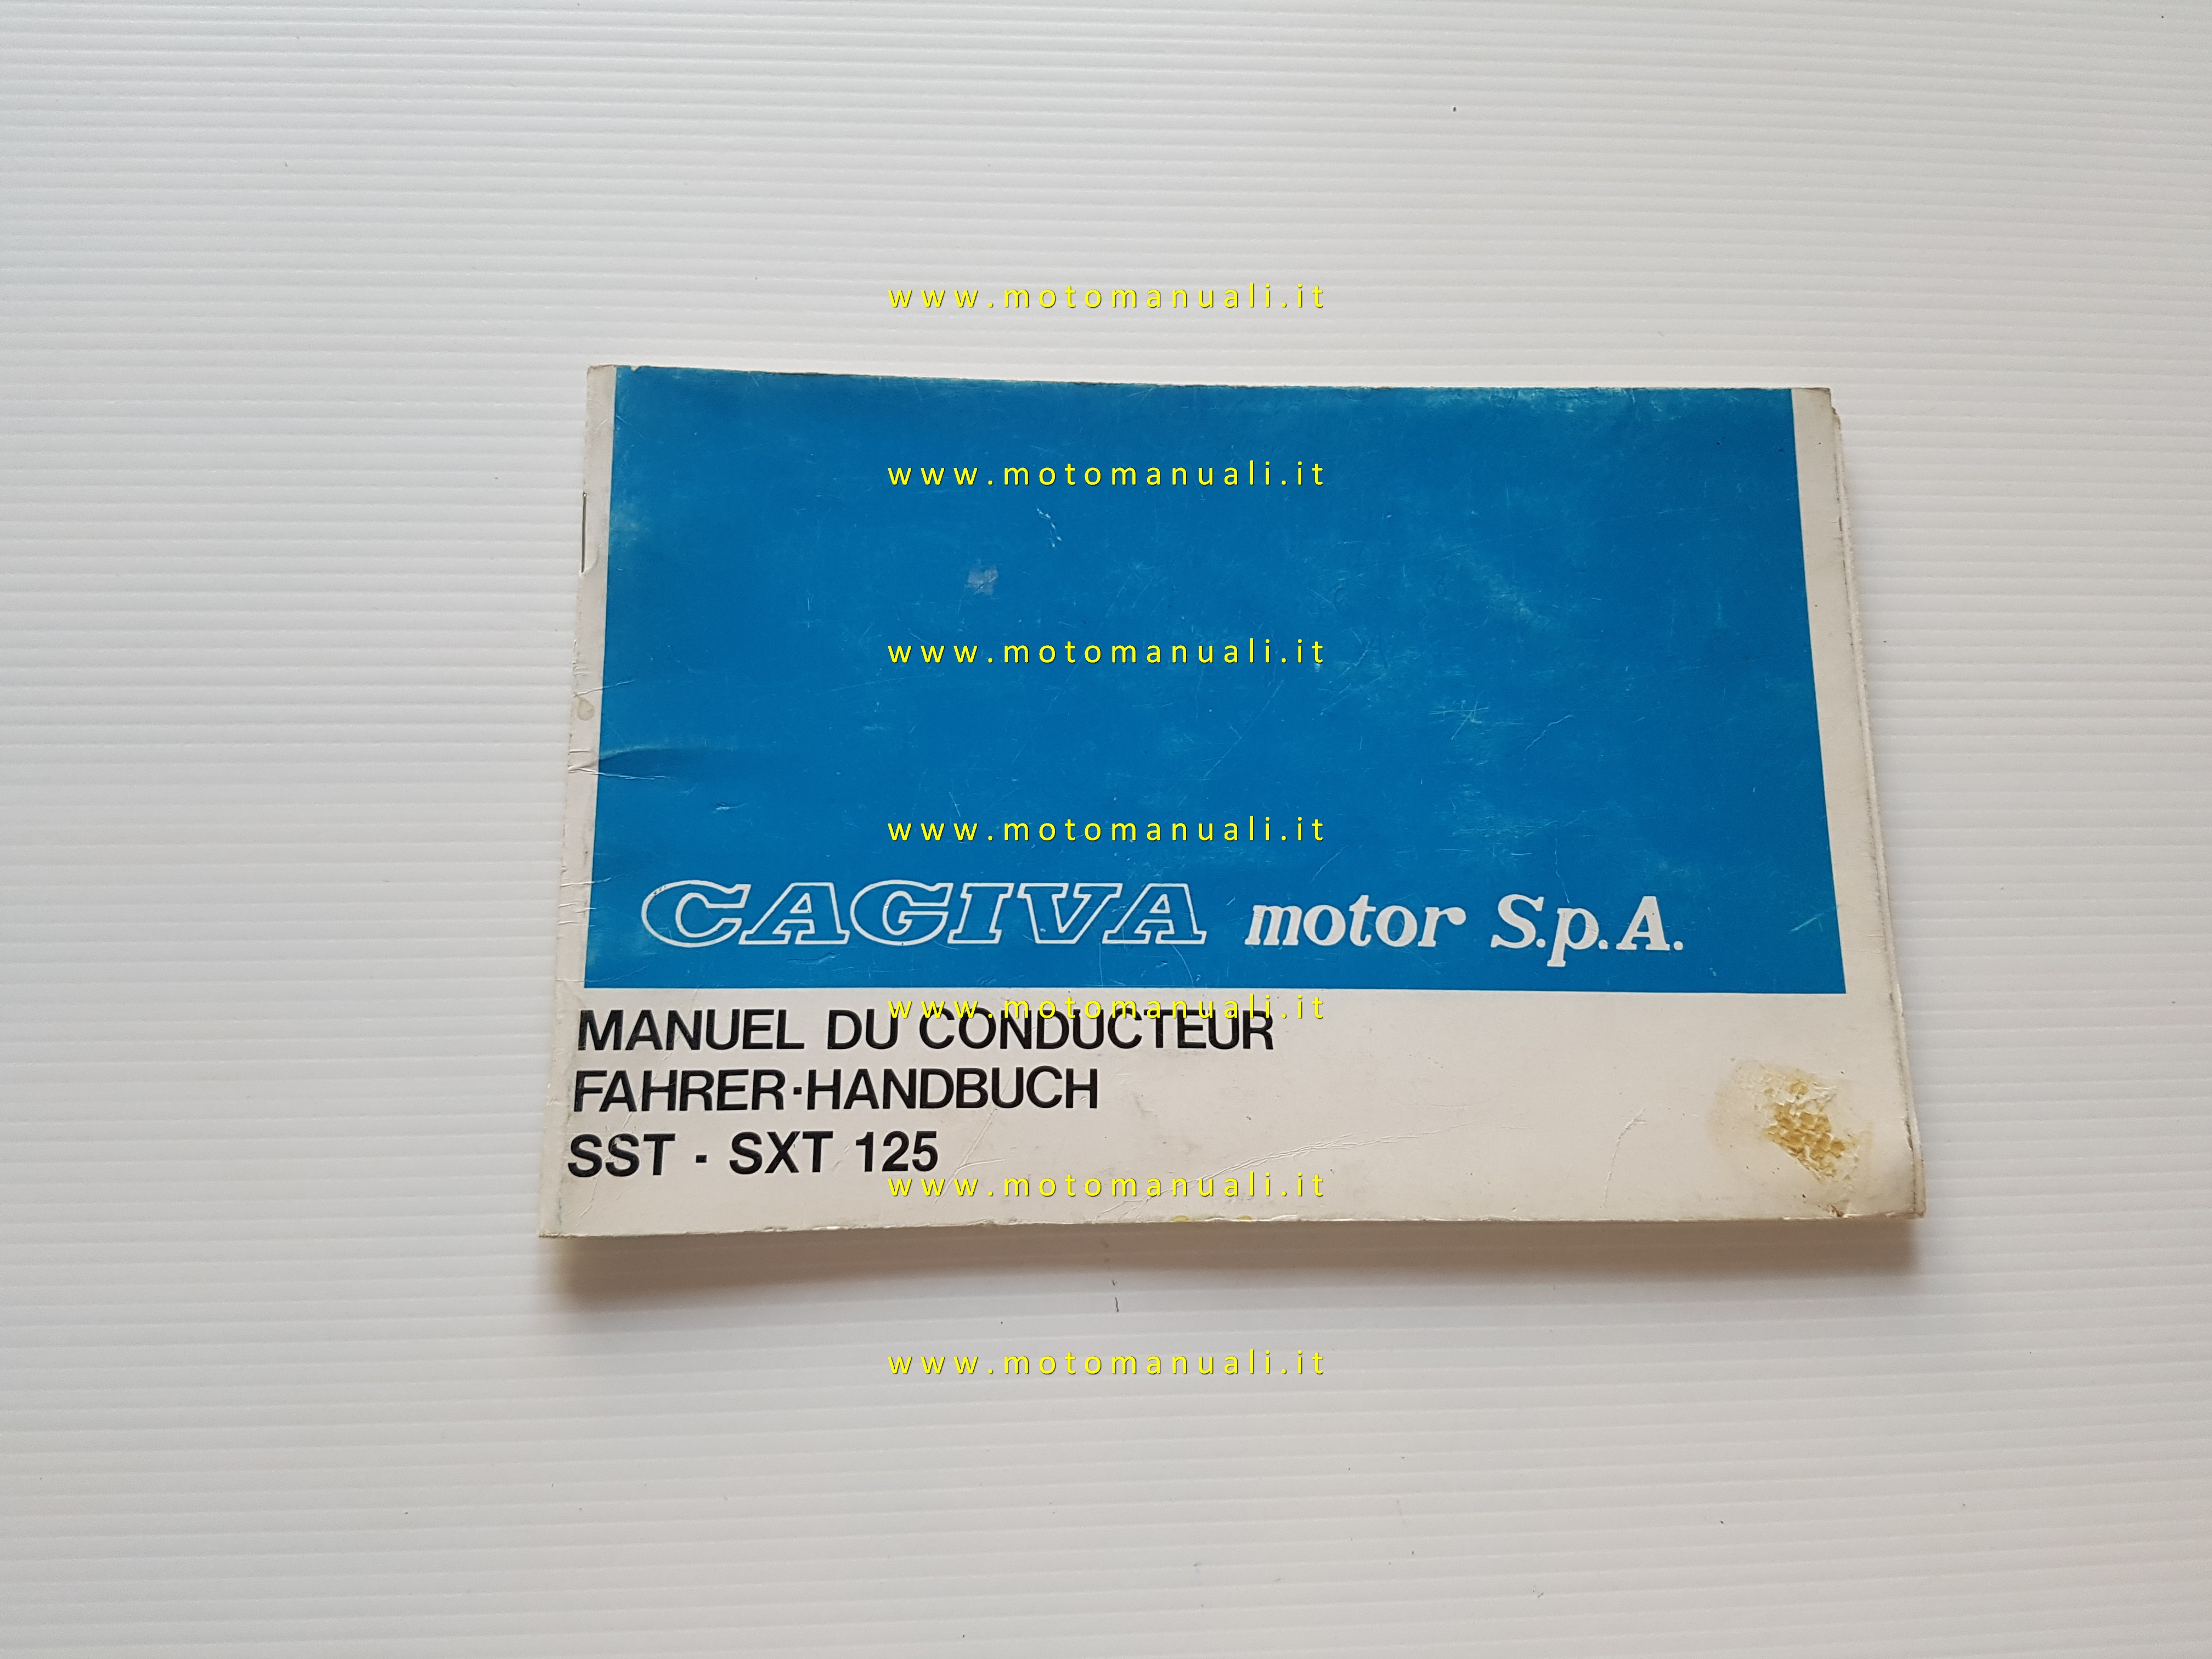 www.motomanuali.it
www.motomanuali.it
www.motomanuali.it
www.motomanuali.it
CAGIVA motor S.p.A.
www.motomanuali.it
MANUEL DU CONDUCTEUR
FAHRER-HANDBUCH
SST - SXT 125
www.motomanuali.it
www.motomanuali.it